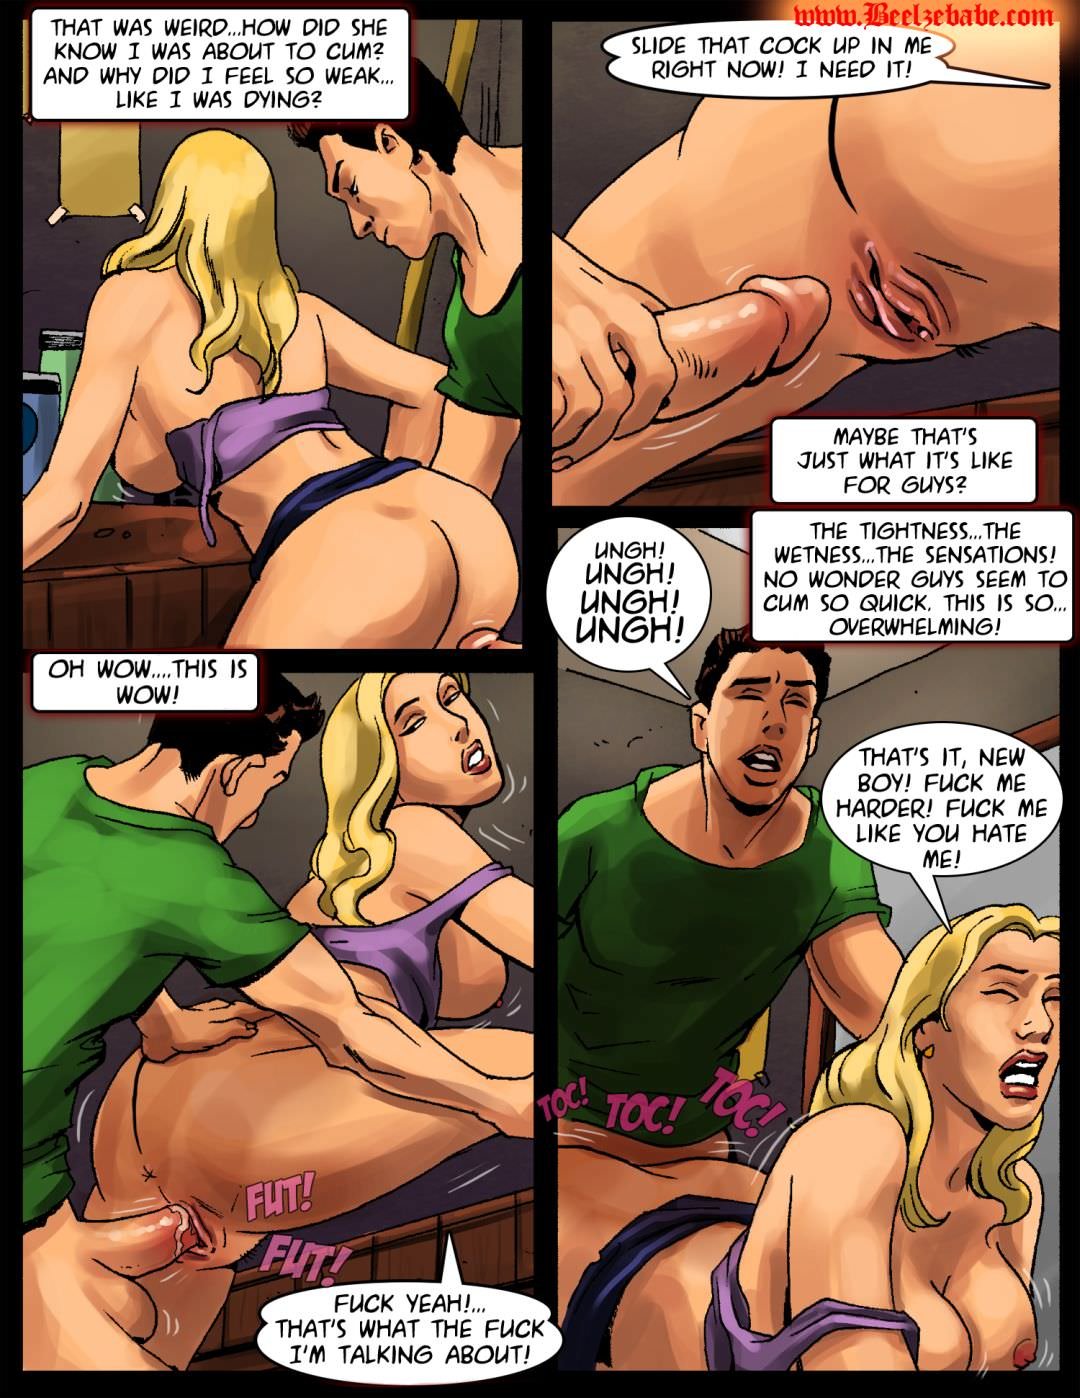 www.Beelzebabe.com
THAT WAS WEIRD...HOW DID SHE
KNOW I WAS ABOUT TO CUM?
AND WHY DID I FEEL SO WEAK...
LIKE I WAS DYING?
SLIDE THAT COCK UP IN ME
RIGHT NOW! I NEED IT!
MAYBE THAT'S
JUST WHAT IT'S LIKE
FOR GUYS?
OH WOW....THIS IS
WOW!
FUT!
FUT!
FUCK YEAH!...
THAT'S WHAT THE FUCK
I'M TALKING ABOUT!
THE TIGHTNESS...THE
WETNESS...THE SENSATIONS!
NO WONDER GUYS SEEM TO
CUM SO QUICK. THIS IS SO...
OVERWHELMING!
UNGH!
UNGH!
UNGH!
UNGH!
THAT'S IT, NEW
BOY! FUCK ME
HARDER! FUCK ME
LIKE YOU HATE
ME!
TOC! TOC! TOC!